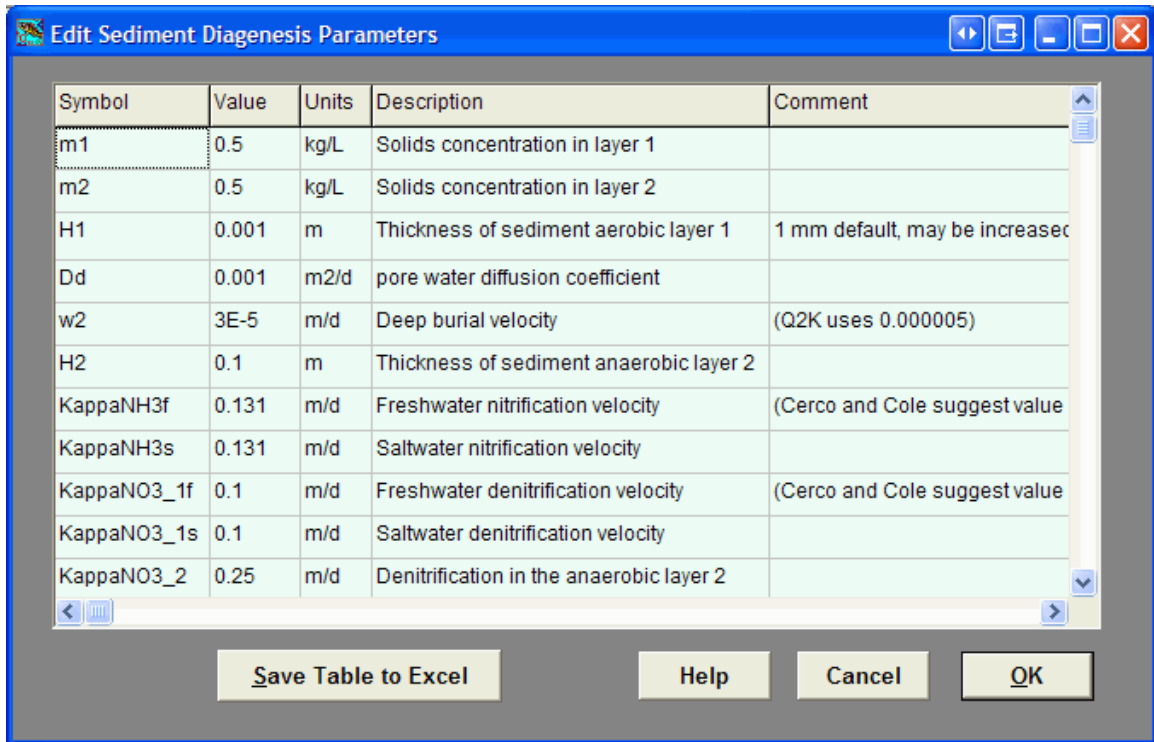 Edit Sediment Diagenesis Parameters
Symbol Value Units Description Comment
m1 0.5 kg/L Solids concentration in layer 1
m2 0.5 kg/L Solids concentration in layer 2
H1 0.001 m Thickness of sediment aerobic layer 1 1 mm default, may be increased
Dd 0.001 m2/d pore water diffusion coefficient
w2 3E-5 m/d Deep burial velocity (Q2K uses 0.000005)
H2 0.1 m Thickness of sediment anaerobic layer 2
KappaNH3f 0.131 m/d Freshwater nitrification velocity (Cerco and Cole suggest value
KappaNH3s 0.131 m/d Saltwater nitrification velocity
KappaNO3_1f 0.1 m/d Freshwater denitrification velocity (Cerco and Cole suggest value
KappaNO3_1s 0.1 m/d Saltwater denitrification velocity
KappaNO3_2 0.25 m/d Denitrification in the anaerobic layer 2
Save Table to Excel Help Cancel OK